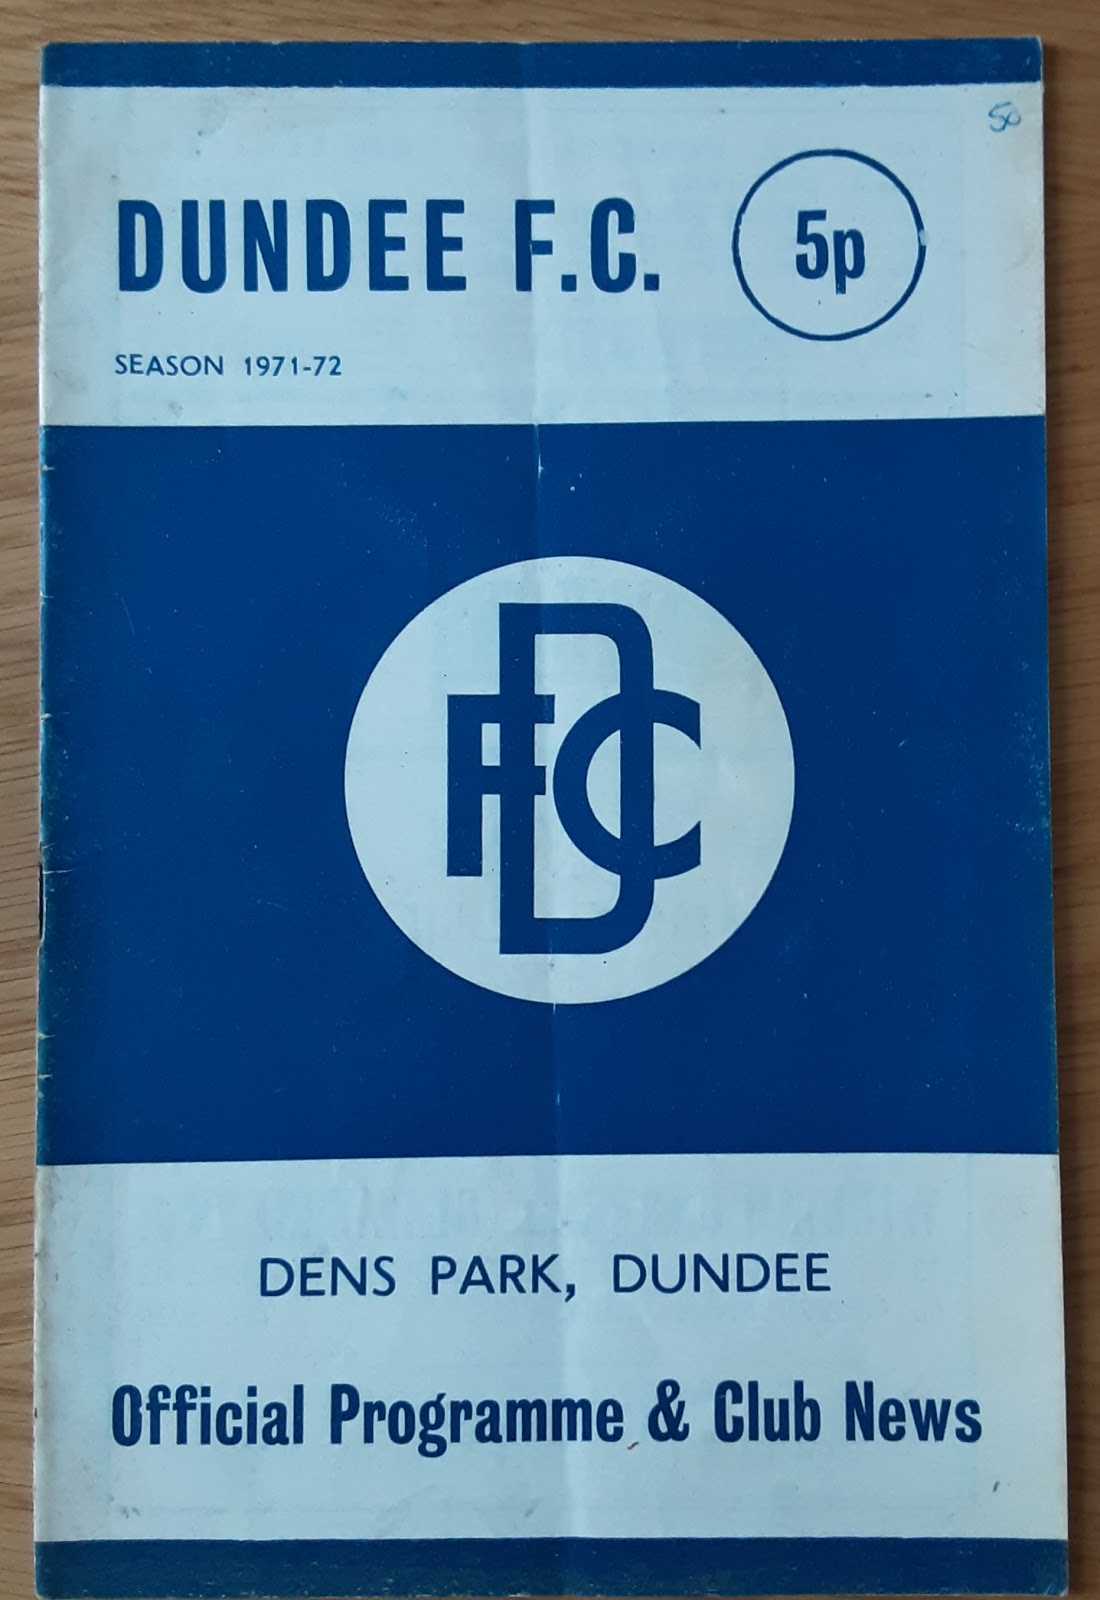 50
DUNDEE F.C. 5p
SEASON 1971-72
DFC
DENS PARK, DUNDEE
Official Programme & Club News